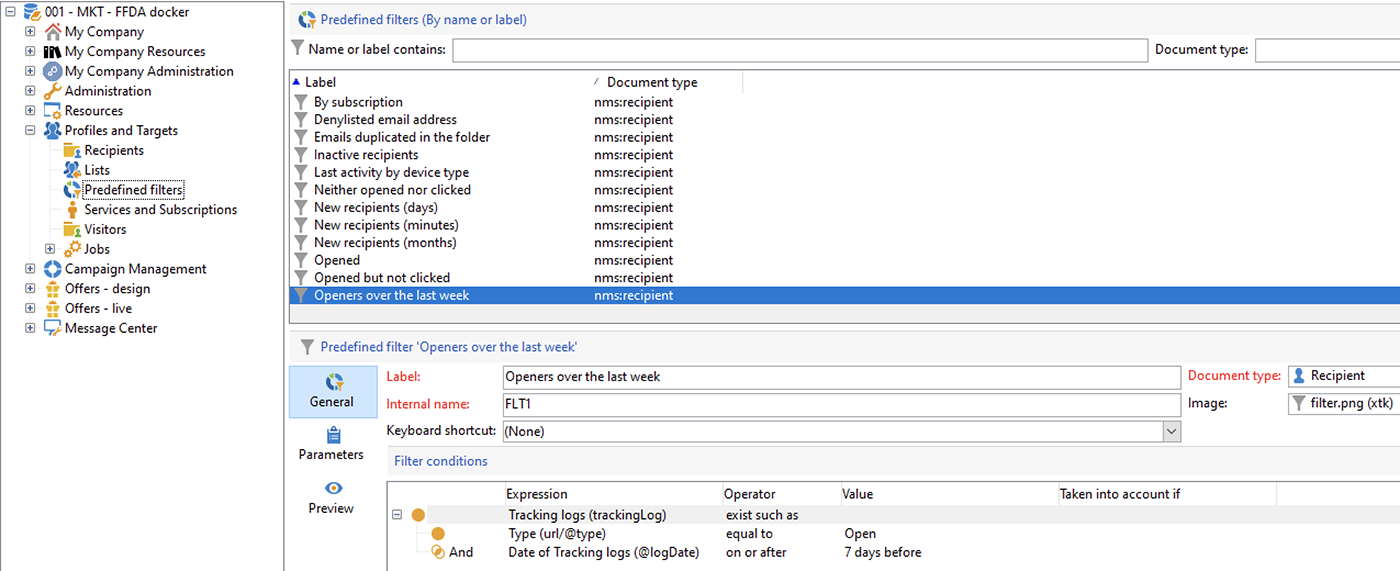 001 - MKT - FFDA docker
My Company
My Company Resources
My Company Administration
Administration
Resources
Profiles and Targets
Recipients
Lists
Predefined filters
Services and Subscriptions
Visitors
Jobs
Campaign Management
Offers - design
Offers - live
Message Center
Predefined filters (By name or label)
Name or label contains: Document type:
Label Document type
By subscription nms:recipient
Denylisted email address nms:recipient
Emails duplicated in the folder nms:recipient
Inactive recipients nms:recipient
Last activity by device type nms:recipient
Neither opened nor clicked nms:recipient
New recipients (days) nms:recipient
New recipients (minutes) nms:recipient
New recipients (months) nms:recipient
Opened nms:recipient
Opened but not clicked nms:recipient
Openers over the last week nms:recipient
Predefined filter 'Openers over the last week'
General
Parameters
Preview
Label: Openers over the last week Document type: Recipient
Internal name: FLT1 Image: filter.png (xtk)
Keyboard shortcut: (None)
Filter conditions
Expression Operator Value Taken into account if
Tracking logs (trackingLog) exist such as
Type (url/@type) equal to Open
And Date of Tracking logs (@logDate) on or after 7 days before